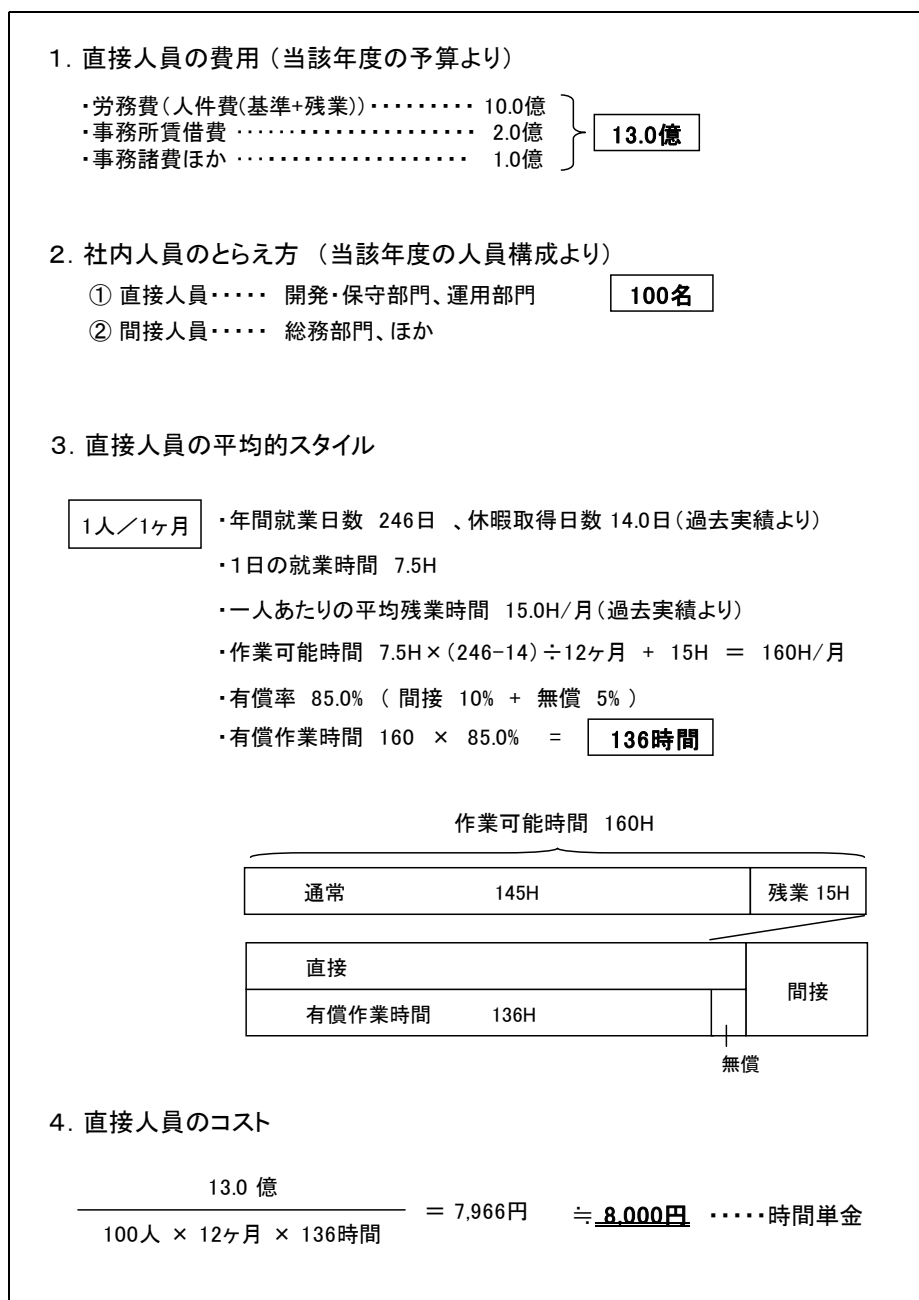 １．直接人員の費用（当該年度の予算より）
・労務費（人件費(基準+残業））・・・・・・・・・ 10.0億
・事務所賃借費 ・・・・・・・・・・・・・・・・・・・・・・ 2.0億
・事務諸費ほか ・・・・・・・・・・・・・・・・・・・・・ 1.0億
13.0億
２．社内人員のとらえ方 （当該年度の人員構成より）
① 直接人員・・・・・ 開発・保守部門、運用部門 100名
② 間接人員・・・・・ 総務部門、ほか
３．直接人員の平均的スタイル
1人／1ヶ月
・年間就業日数 246日 、休暇取得日数 14.0日（過去実績より）
・１日の就業時間 7.5H
・一人あたりの平均残業時間 15.0H/月（過去実績より）
・作業可能時間 7.5H×（246-14）÷12ヶ月 + 15H ＝ 160H/月
・有償率 85.0% （ 間接 10% + 無償 5% ）
・有償作業時間 160 × 85.0% = 136時間
作業可能時間 160H
通常 145H 残業 15H
直接
間接
有償作業時間 136H
無償
４．直接人員のコスト
13.0 億
100人 × 12ヶ月 × 136時間
＝ 7,966円 ≒ 8,000円 ・・・・・時間単金